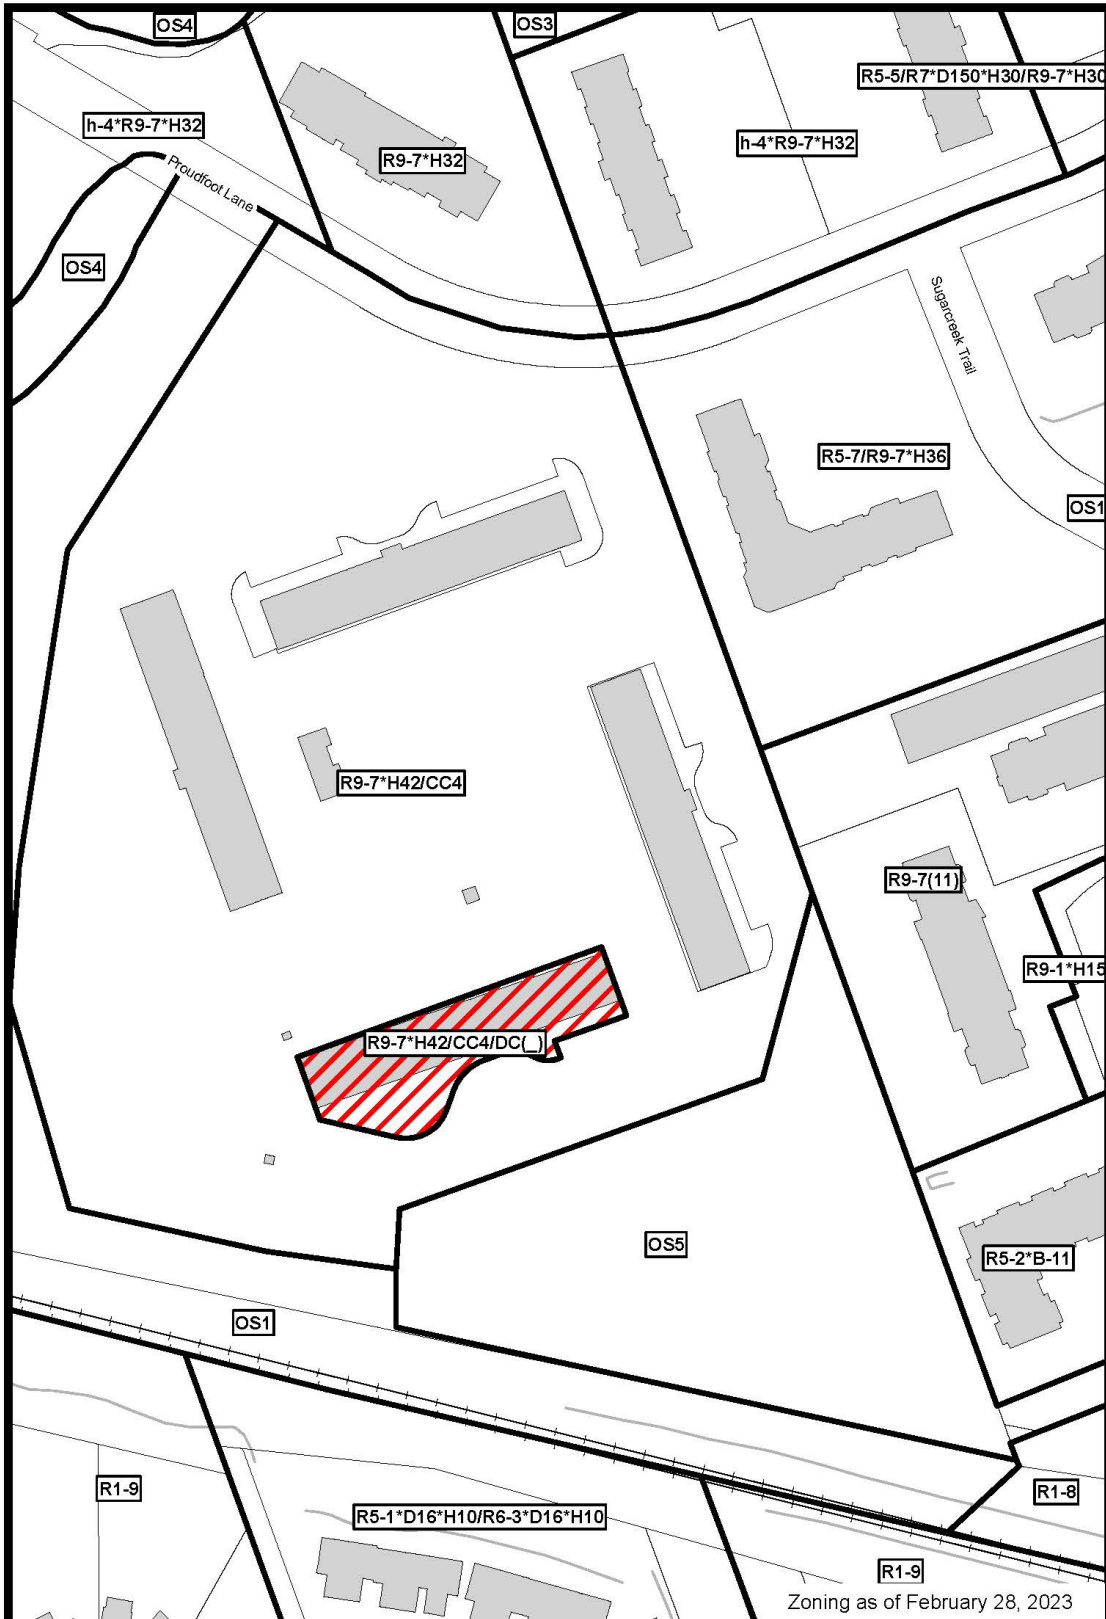 OS4
OS3
R5-5/R7*D150*H30/R9-7*H30
h-4*R9-7*H32
h-4*R9-7*H32
R9-7*H32
Proudfoot Lane
OS4
Sugarcreek Trail
R5-7/R9-7*H36
OS1
R9-7*H42/CC4
R9-7(11)
R9-1*H15
R9-7*H42/CC4/DC(_)
OS5
R5-2*B-11
OS1
R1-9
R1-8
R5-1*D16*H10/R6-3*D16*H10
R1-9
Zoning as of February 28, 2023